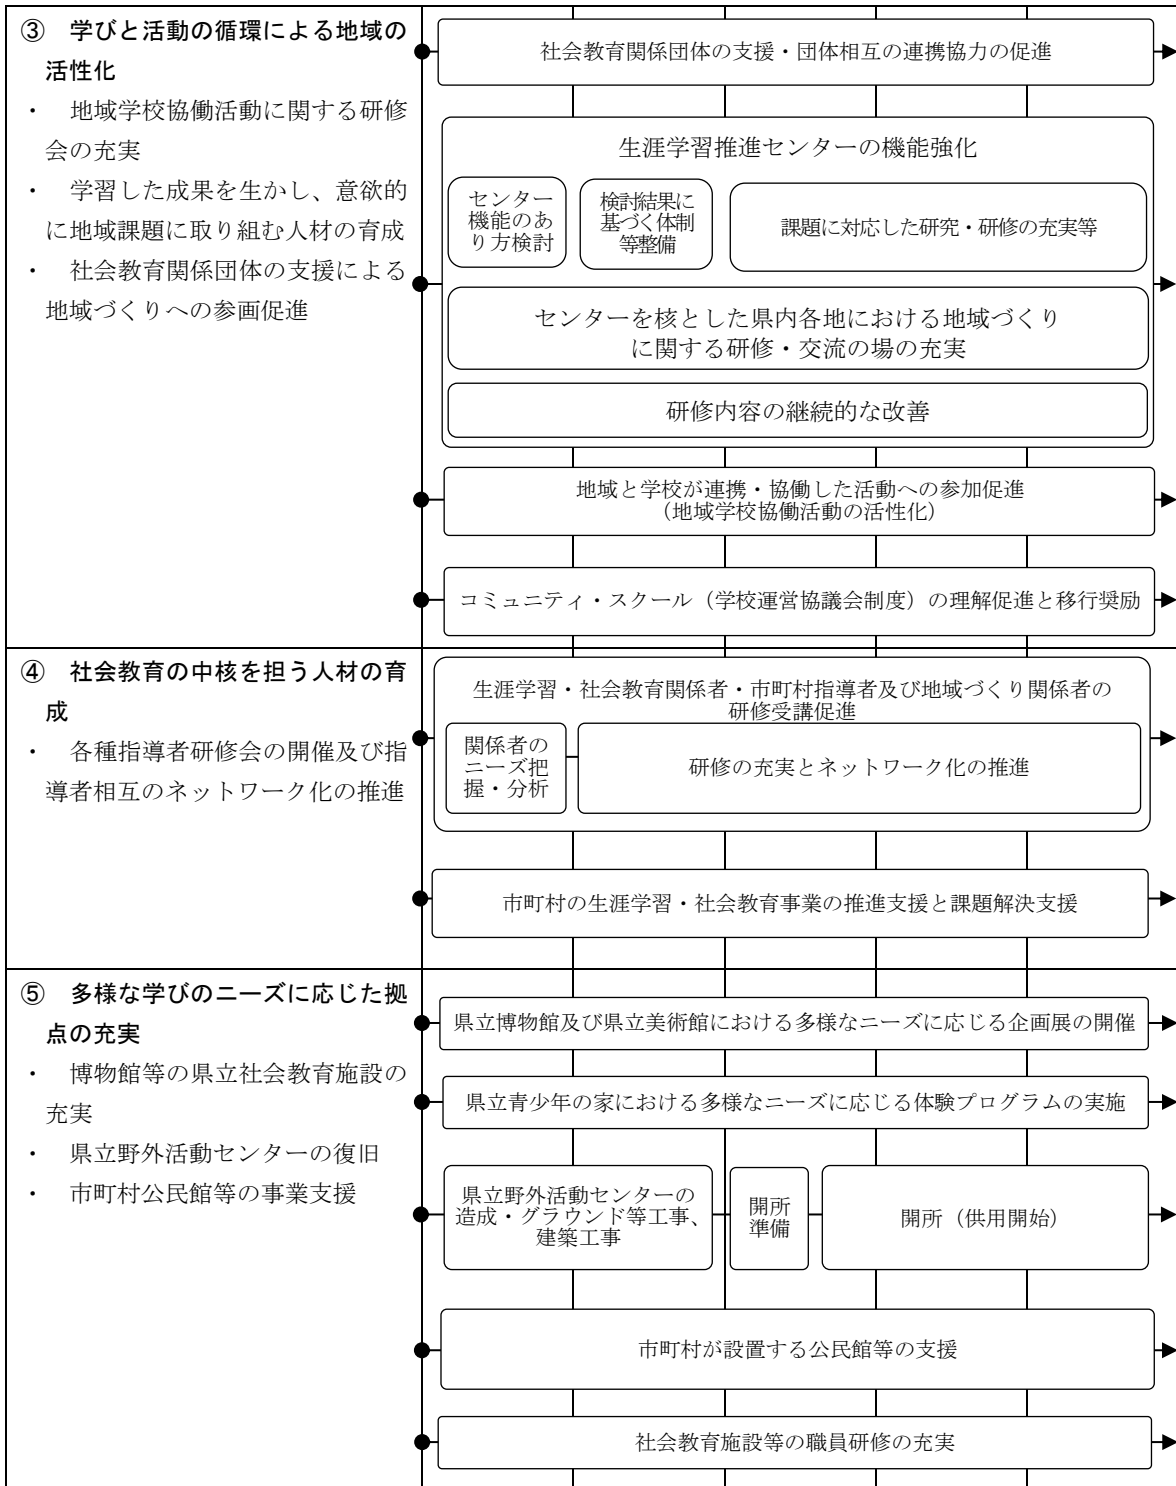 ③　学びと活動の循環による地域の
活性化
・　地域学校協働活動に関する研修
会の充実
・　学習した成果を生かし、意欲的
に地域課題に取り組む人材の育成
・　社会教育関係団体の支援による
地域づくりへの参画促進
社会教育関係団体の支援・団体相互の連携協力の促進
生涯学習推進センターの機能強化
センター
機能のあ
り方検討
検討結果に
基づく体制
等整備
課題に対応した研究・研修の充実等
センターを核とした県内各地における地域づくり
に関する研修・交流の場の充実
研修内容の継続的な改善
地域と学校が連携・協働した活動への参加促進
（地域学校協働活動の活性化）
コミュニティ・スクール（学校運営協議会制度）の理解促進と移行奨励
④　社会教育の中核を担う人材の育
成
・　各種指導者研修会の開催及び指
導者相互のネットワーク化の推進
生涯学習・社会教育関係者・市町村指導者及び地域づくり関係者の
研修受講促進
関係者の
ニーズ把
握・分析
研修の充実とネットワーク化の推進
市町村の生涯学習・社会教育事業の推進支援と課題解決支援
⑤　多様な学びのニーズに応じた拠
点の充実
・　博物館等の県立社会教育施設の
充実
・　県立野外活動センターの復旧
・　市町村公民館等の事業支援
県立博物館及び県立美術館における多様なニーズに応じる企画展の開催
県立青少年の家における多様なニーズに応じる体験プログラムの実施
県立野外活動センターの
造成・グラウンド等工事、
建築工事
開所
準備
開所（供用開始）
市町村が設置する公民館等の支援
社会教育施設等の職員研修の充実